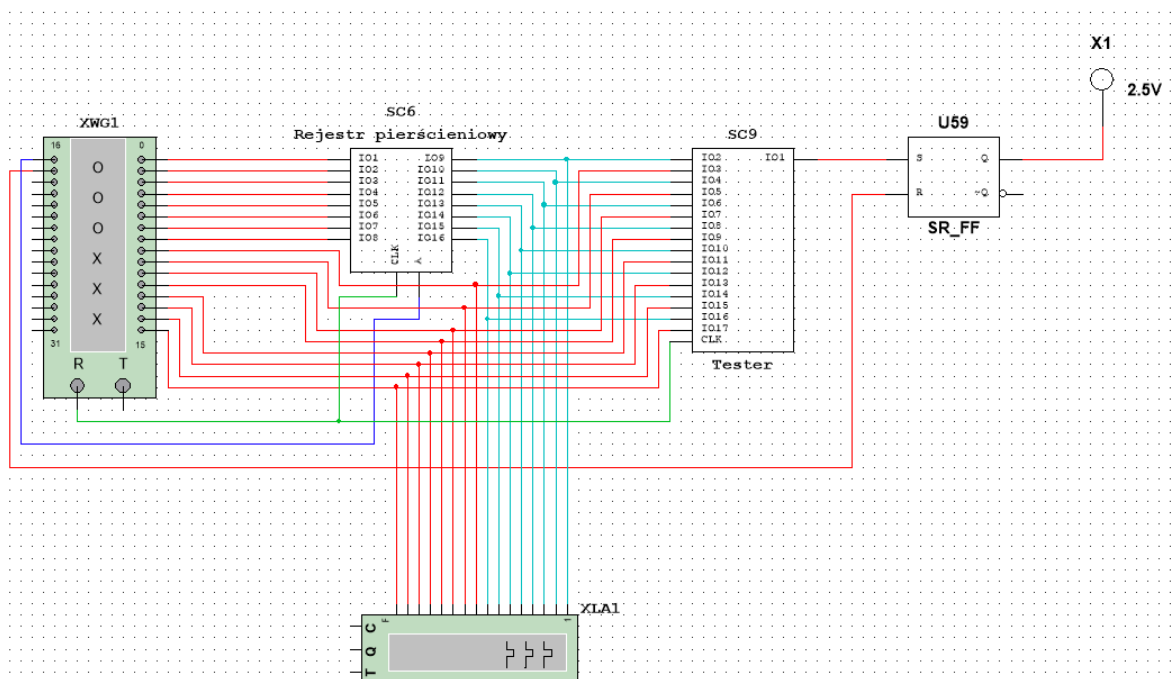 X1
2.5V
XWG1
16
0
O
O
O
X
X
X
31
15
R
T
SC6
Rejestr pierścieniowy
IO1
IO9
IO2
IO10
IO3
IO11
IO4
IO12
IO5
IO13
IO6
IO14
IO7
IO15
IO8
IO16
CLK
A
SC9
IO2
IO1
IO3
IO4
IO5
IO6
IO7
IO8
IO9
IO10
IO11
IO12
IO13
IO14
IO15
IO16
IO17
CLK
Tester
U59
S
Q
R
~Q
SR_FF
XLA1
F
1
C
Q
T